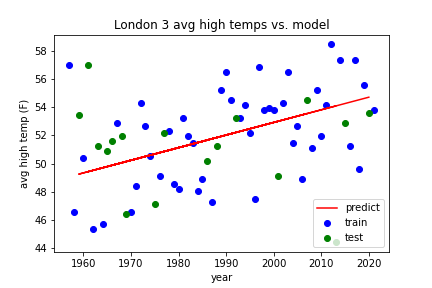 London 3 avg high temps vs. model
avg high temp (F)
58
56
54
52
50
48
46
44
1960
1970
1980
1990
2000
2010
2020
year
predict
train
test